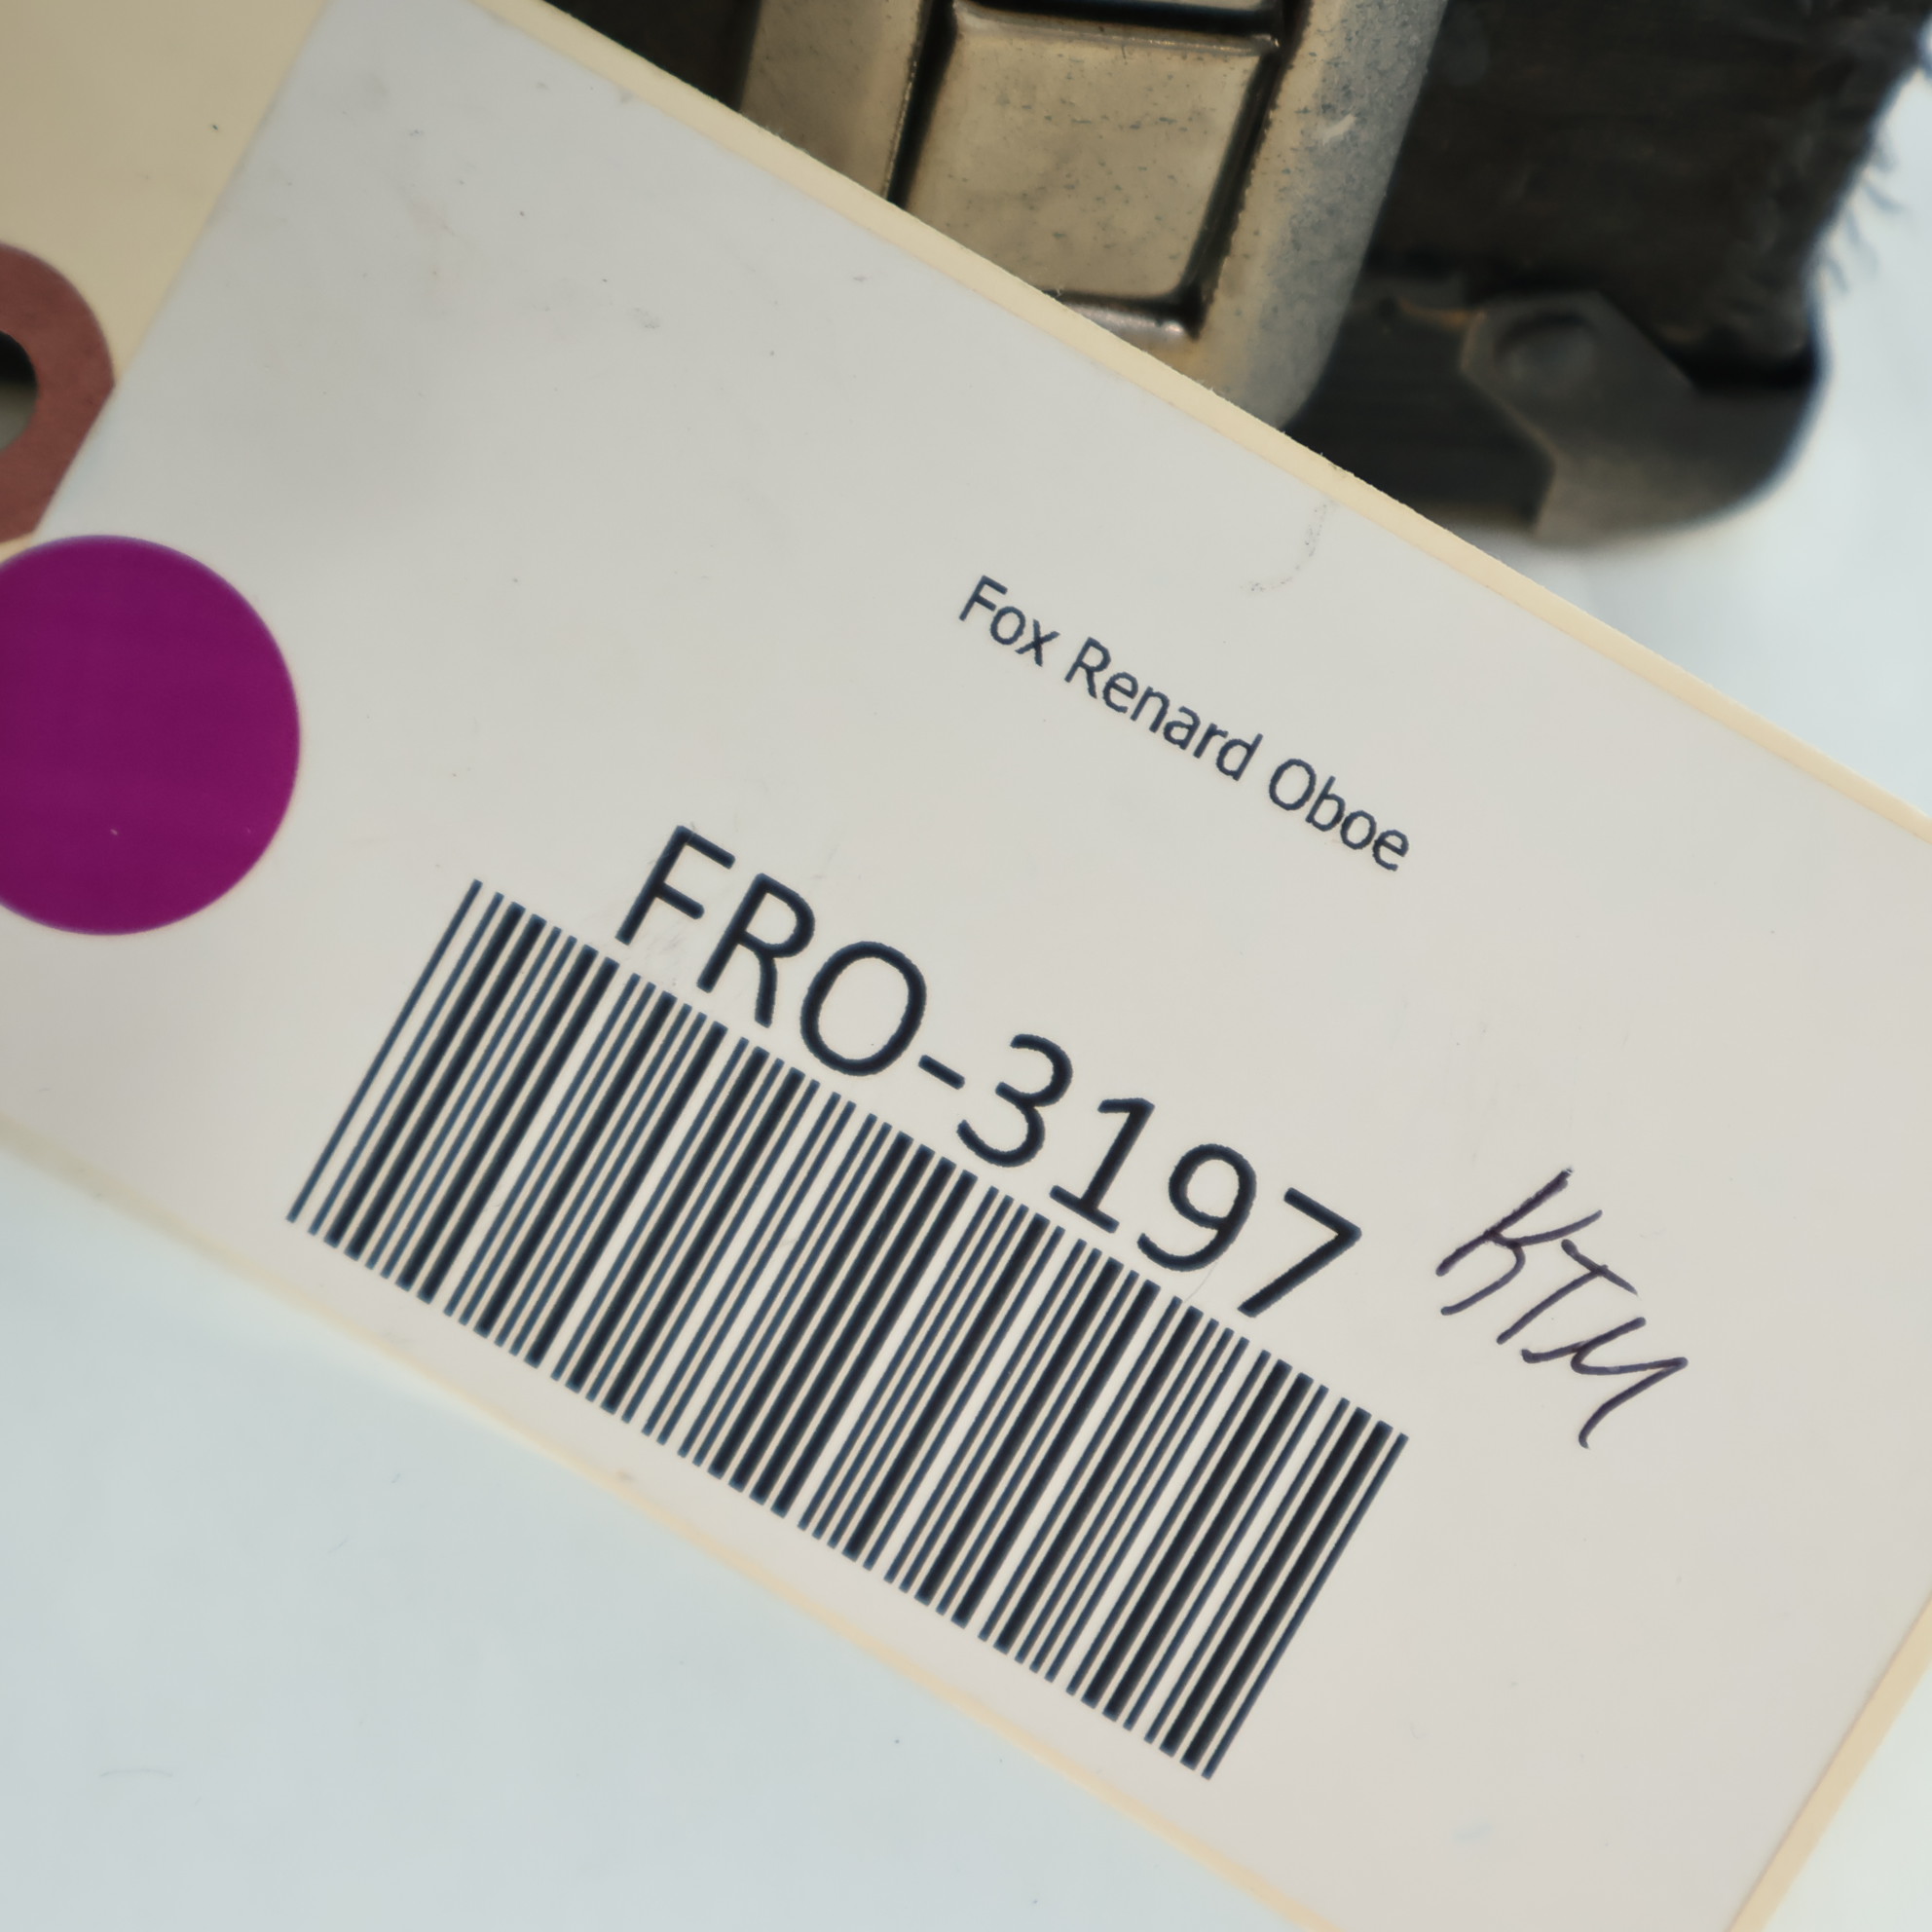 Fox Renard Oboe
FRO-3197
KTM